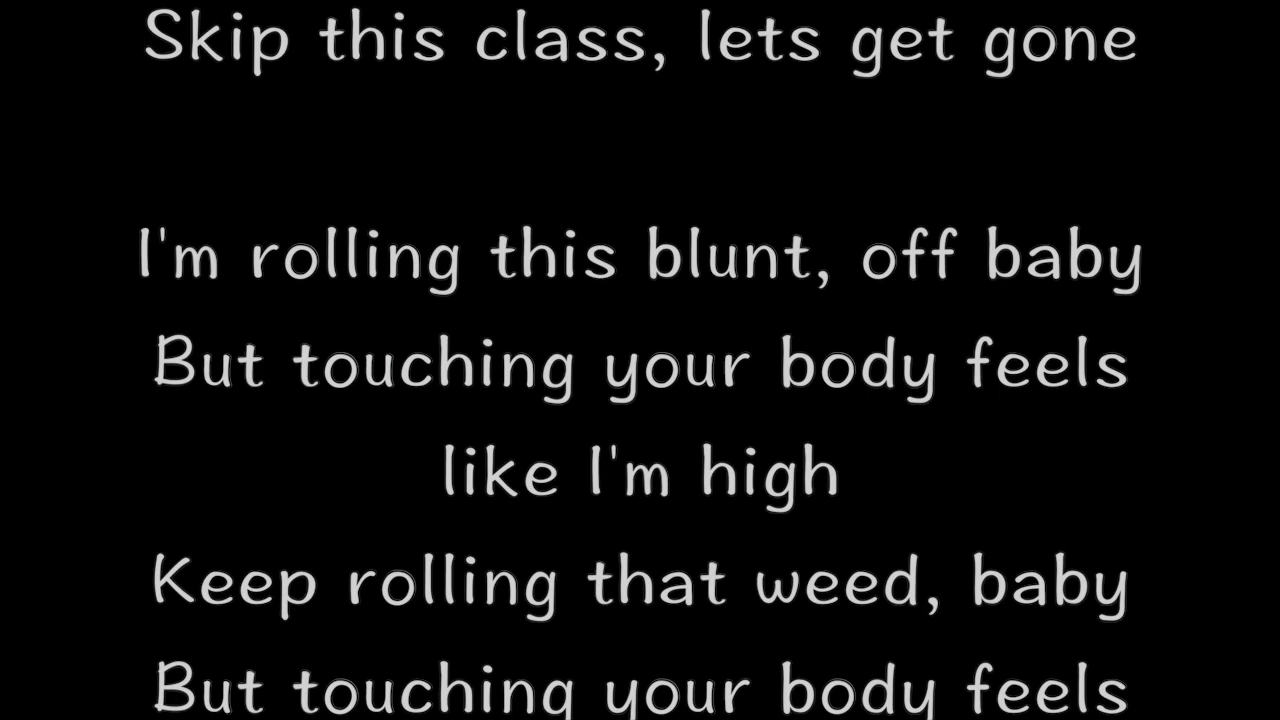 Skip this class, lets get gone
I'm rolling this blunt, off baby
But touching your body feels
like I'm high
Keep rolling that weed, baby
But touching your body feels